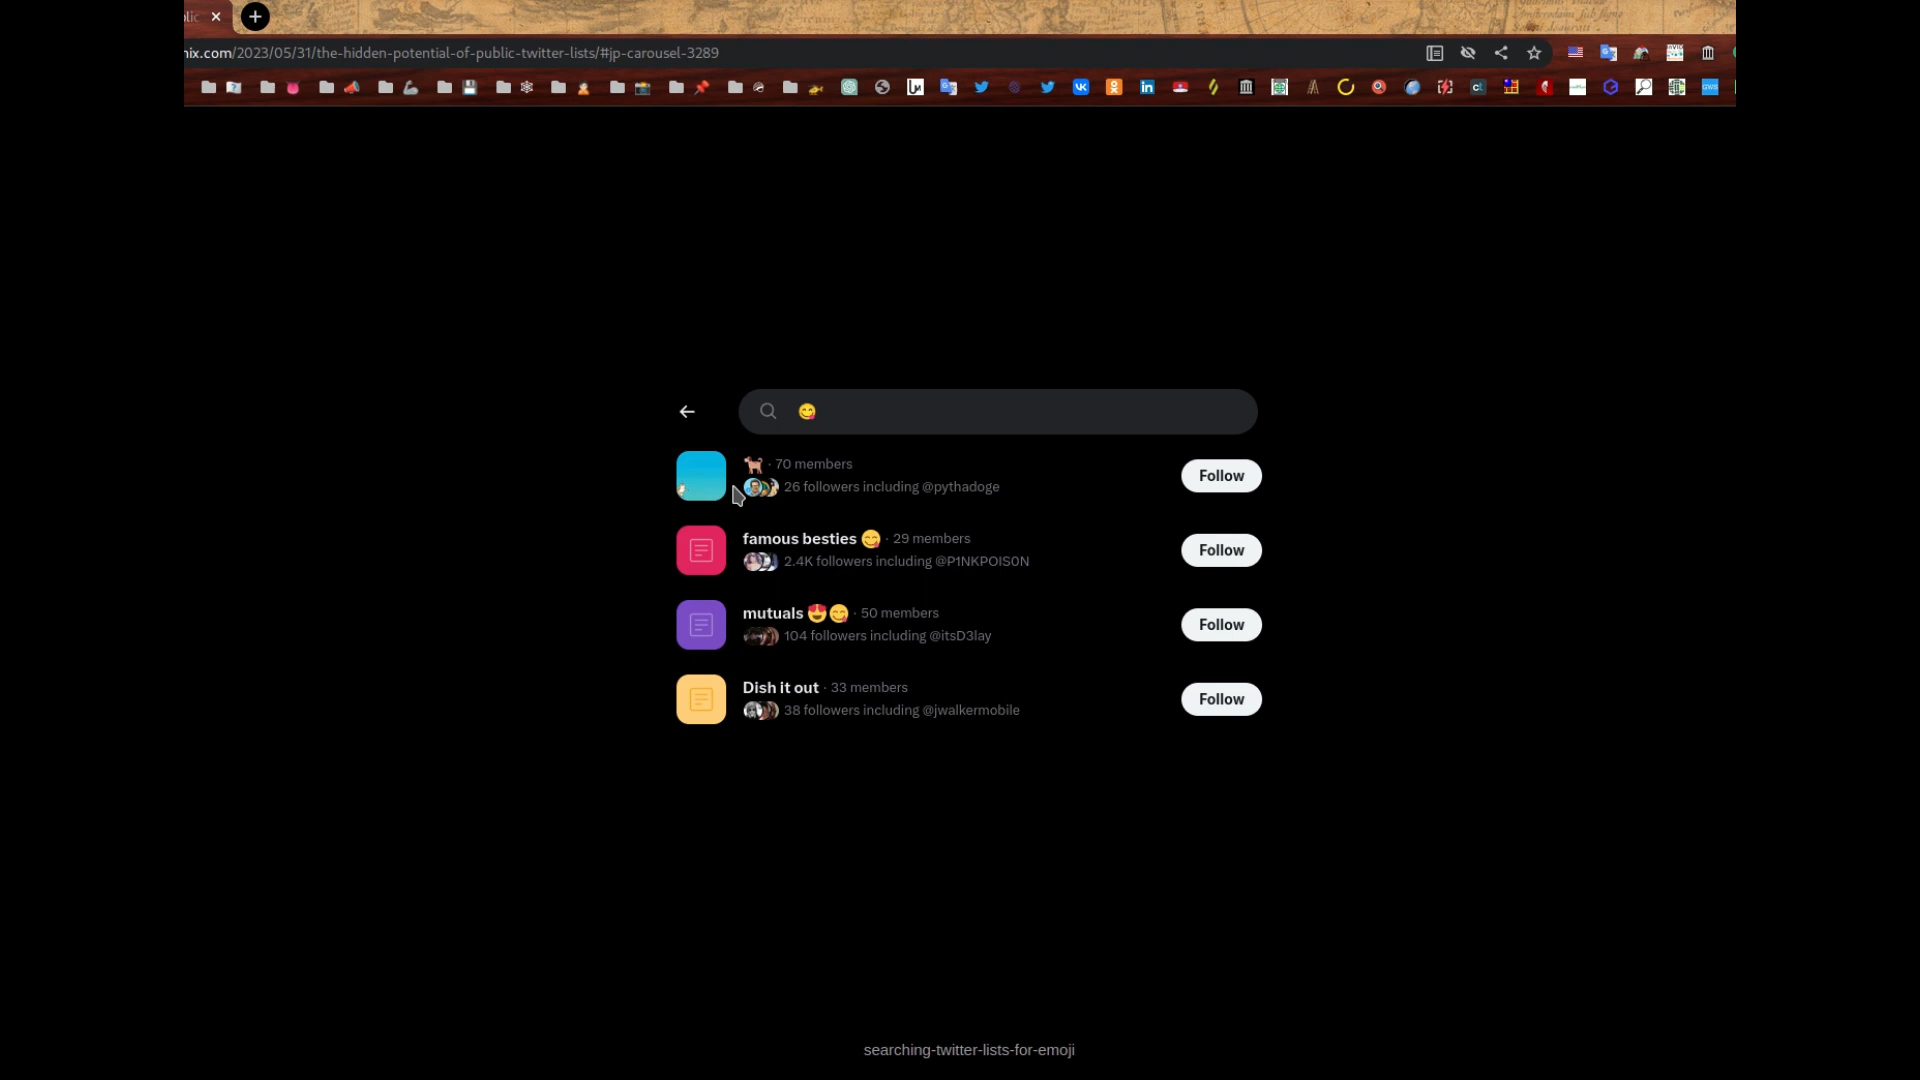 nix.com/2023/05/31/the-hidden-potential-of-public-twitter-lists/#jp-carousel-3289
😋
🐕 · 70 members
26 followers including @pythadoge
Follow
famous besties 😋 · 29 members
2.4K followers including @P1NKPOIS0N
Follow
mutuals 😍😋 · 50 members
104 followers including @itsD3lay
Follow
Dish it out · 33 members
38 followers including @jwalkermobile
Follow
searching-twitter-lists-for-emoji